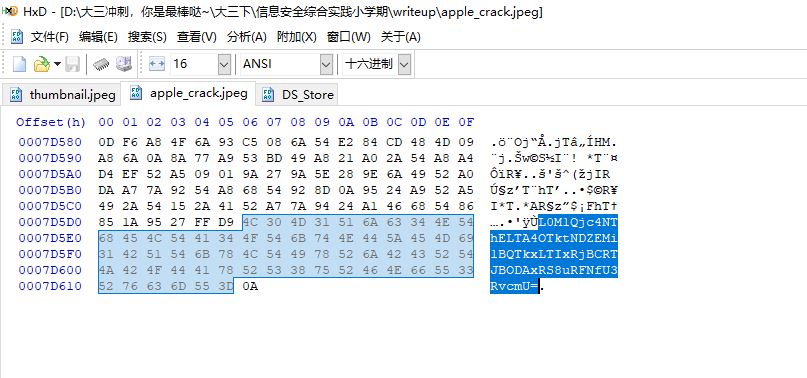 HxD - [D:\大三冲刺，你是最棒哒~\大三下\信息安全综合实践小学期\writeup\apple_crack.jpeg]
文件(F) 编辑(E) 搜索(S) 查看(V) 分析(A) 附加(X) 窗口(W) 关于(A)
16 ANSI 十六进制
thumbnail.jpeg apple_crack.jpeg DS_Store
Offset(h) 00 01 02 03 04 05 06 07 08 09 0A 0B 0C 0D 0E 0F
0007D580 0D F6 A8 4F 6A 93 C5 08 6A 54 E2 84 CD 48 4D 09 .ö¨Oj“Å.jTâ„ÍHM.
0007D590 A8 6A 0A 8A 77 A9 53 BD 49 A8 21 A0 2A 54 A8 A4 ¨j.Šw©S½I¨! *T¨¤
0007D5A0 D4 EF 52 A5 09 01 9A 27 9A 5E 28 9E 6A 49 52 A0 ÔïR¥..š'š^(žjIR
0007D5B0 DA A7 7A 92 54 A8 68 54 92 8D 0A 95 24 A9 52 A5 Ú§z’T¨hT’..•$©R¥
0007D5C0 49 2A 54 15 2A 41 52 A7 7A 94 24 A1 46 68 54 86 I*T.*AR§z”$¡FhT†
0007D5D0 85 1A 95 27 FF D9 4C 30 4D 31 51 6A 63 34 4E 54 ….•'ÿÙL0M1Qjc4NT
0007D5E0 68 45 4C 54 41 34 4F 54 6B 74 4E 44 5A 45 4D 69 hELTA4OTktNDZEMi
0007D5F0 31 42 51 54 6B 78 4C 54 49 78 52 6A 42 43 52 54 1BQTkxLTIxRjBCRT
0007D600 4A 42 4F 44 41 78 52 53 38 75 52 46 4E 66 55 33 JBODAxRS8uRFNfU3
0007D610 52 76 63 6D 55 3D 0A RvcmU=.